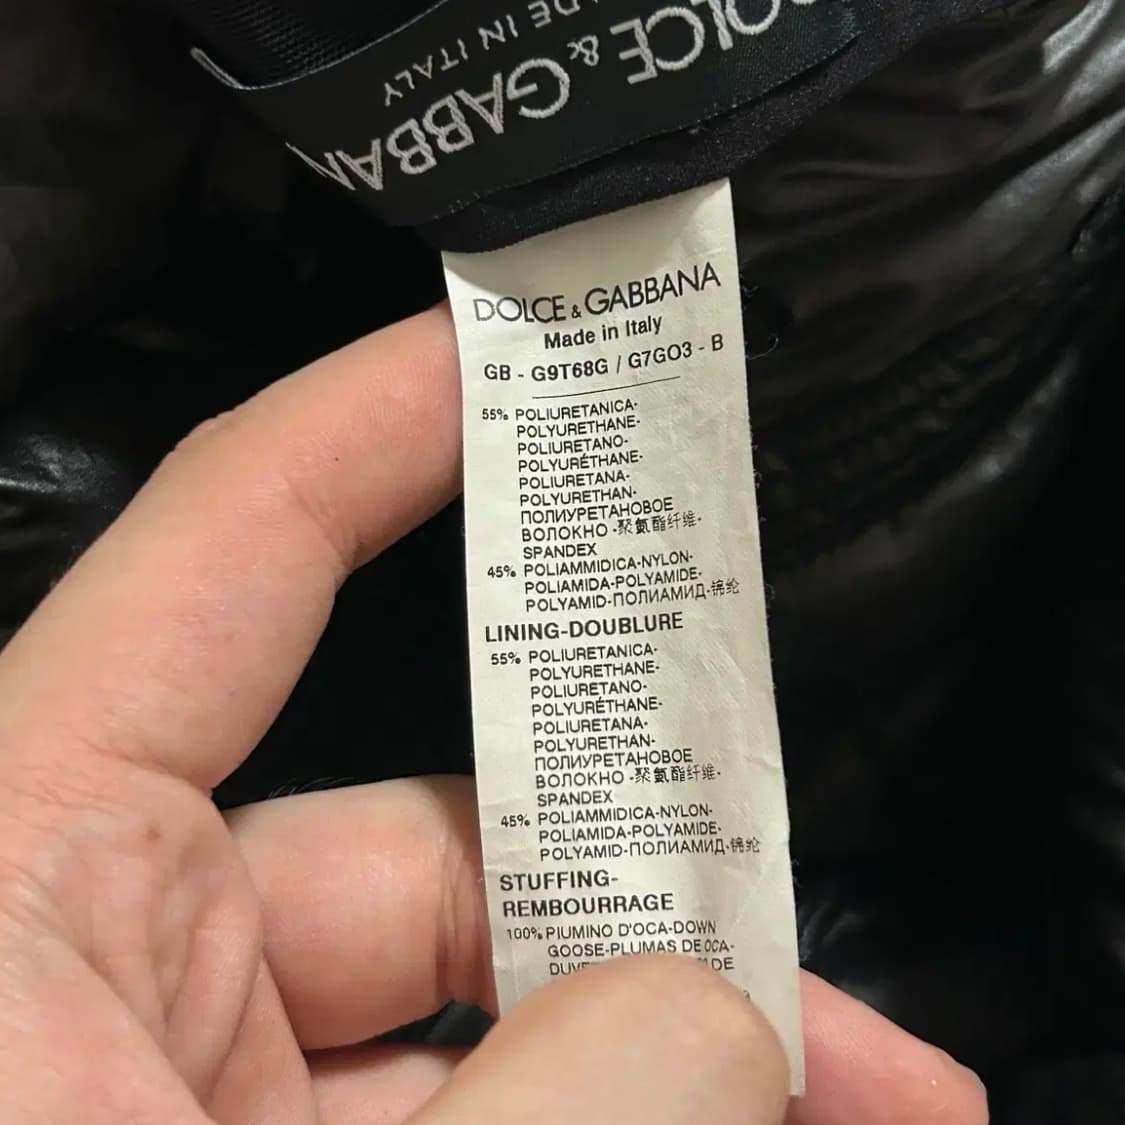 DOLCE & GABBAN
MADE IN ITALY
DOLCE & GABBANA
Made in Italy
GB - G9T68G / G7GO3 - B
55% POLIURETANICA-
POLYURETHANE-
POLIURETANO-
POLYURÉTHANE-
POLIURETANA-
POLYURETHAN-
ПОЛИУРЕТАНОВОЕ
ВОЛОКНО -聚氨酯纤维-
SPANDEX
45% POLIAMMIDICA-NYLON-
POLIAMIDA-POLYAMIDE-
POLYAMID-ПОЛИАМИД-锦纶
LINING-DOUBLURE
55% POLIURETANICA-
POLYURETHANE-
POLIURETANO-
POLYURÉTHANE-
POLIURETANA-
POLYURETHAN-
ПОЛИУРЕТАНОВОЕ
ВОЛОКНО -聚氨酯纤维-
SPANDEX
45% POLIAMMIDICA-NYLON-
POLIAMIDA-POLYAMIDE-
POLYAMID-ПОЛИАМИД-锦纶
STUFFING-
REMBOURRAGE
100% PIUMINO D'OCA-DOWN
GOOSE-PLUMAS DE OCA-
DE